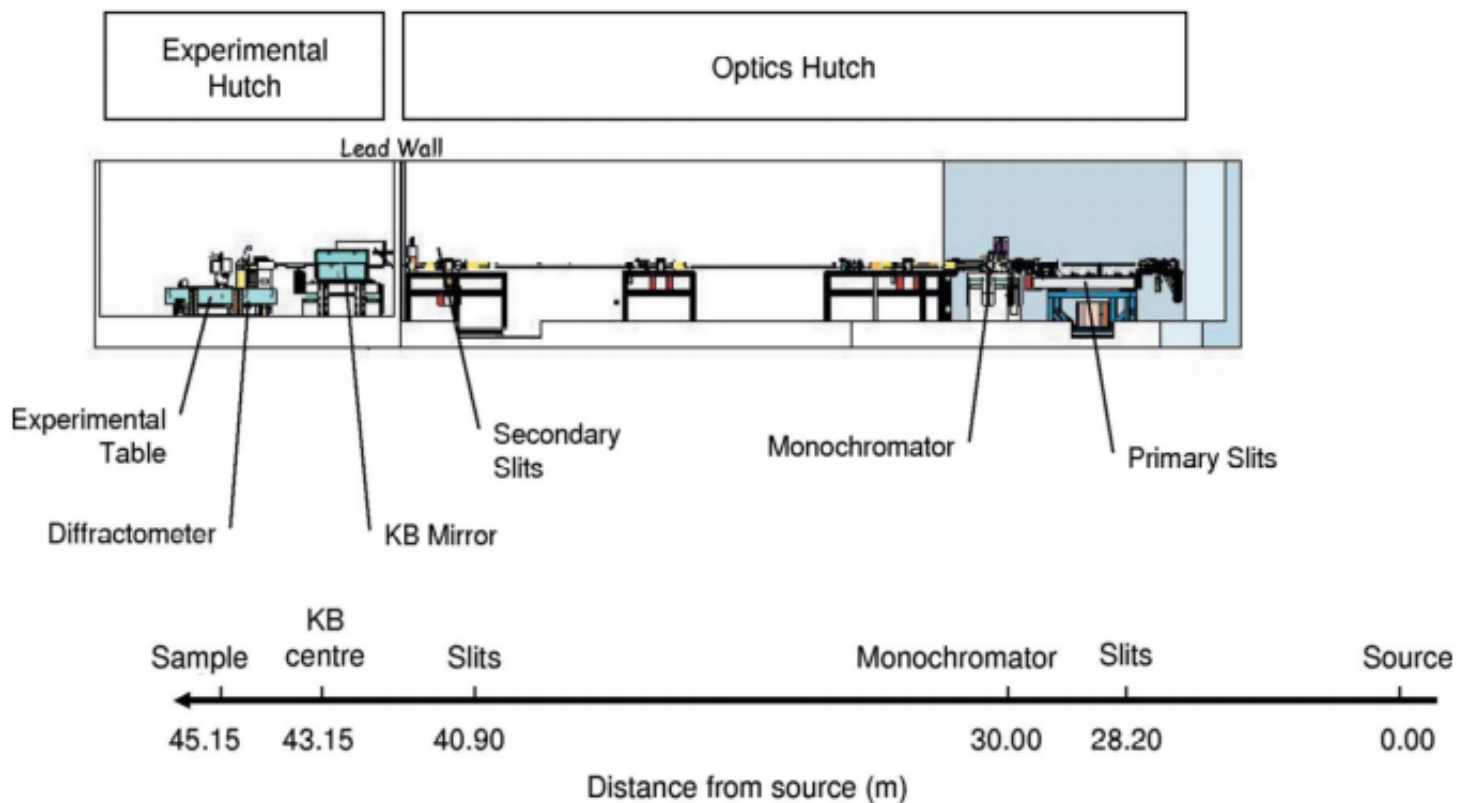 Experimental
Hutch
Optics Hutch
Lead Wall
Experimental
Table
Secondary
Slits
Monochromator
Primary Slits
Diffractometer
KB Mirror
Sample
KB
centre
Slits
Monochromator
Slits
Source
45.15
43.15
40.90
30.00
28.20
0.00
Distance from source (m)